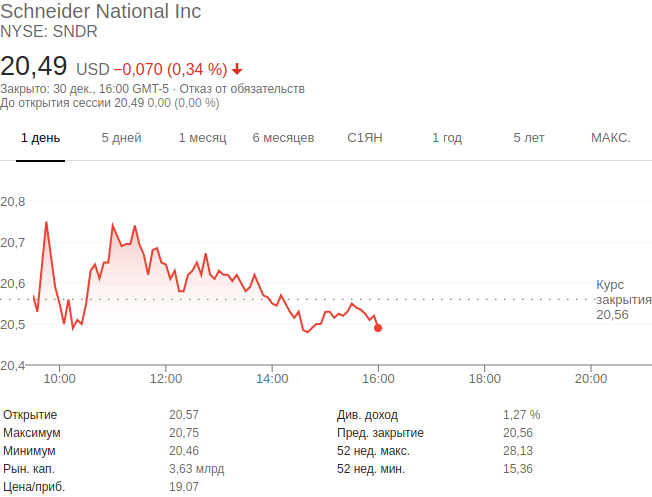 Schneider National Inc
NYSE: SNDR
20,49 USD −0,070 (0,34 %)
Закрыто: 30 дек., 16:00 GMT-5 · Отказ от обязательств
До открытия сессии 20,49 0,00 (0,00 %)
1 день 5 дней 1 месяц 6 месяцев С1ЯН 1 год 5 лет МАКС.
20,8
20,7
20,6
Курс
закрытия
20,56
20,5
20,4
10:00 12:00 14:00 16:00 18:00 20:00
Открытие 20,57 Див. доход 1,27 %
Максимум 20,75 Пред. закрытие 20,56
Минимум 20,46 52 нед. макс. 28,13
Рын. кап. 3,63 млрд 52 нед. мин. 15,36
Цена/приб. 19,07